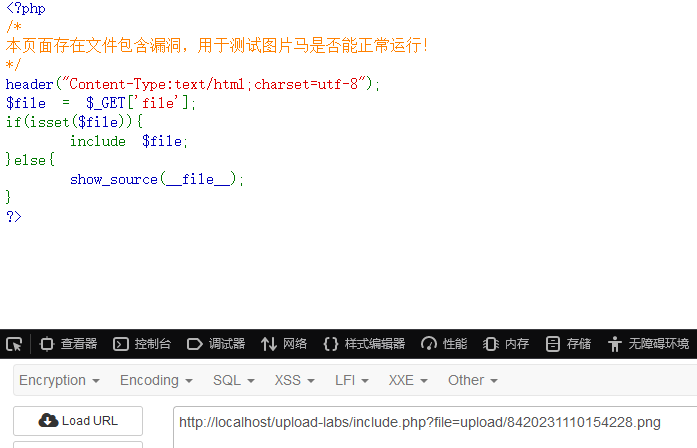 <?php
/*
本页面存在文件包含漏洞，用于测试图片马是否能正常运行！
*/
header("Content-Type:text/html;charset=utf-8");
$file = $_GET['file'];
if(isset($file)){
include $file;
}else{
show_source(__file__);
}
?>
查看器 控制台 调试器 网络 样式编辑器 性能 内存 存储 无障碍环境
Encryption Encoding SQL XSS LFI XXE Other
Load URL http://localhost/upload-labs/include.php?file=upload/8420231110154228.png